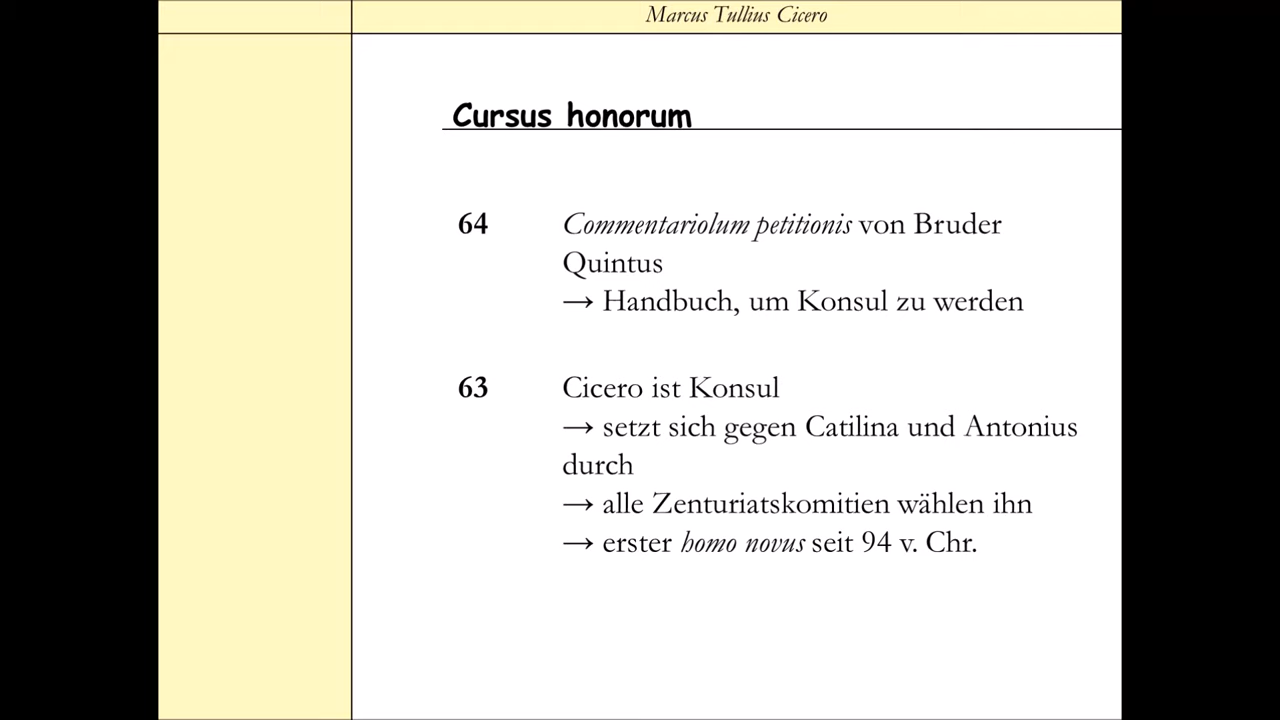 Marcus Tullius Cicero
Cursus honorum
64 Commentariolum petitionis von Bruder
Quintus
→ Handbuch, um Konsul zu werden
63 Cicero ist Konsul
→ setzt sich gegen Catilina und Antonius
durch
→ alle Zenturiatskomitien wählen ihn
→ erster homo novus seit 94 v. Chr.